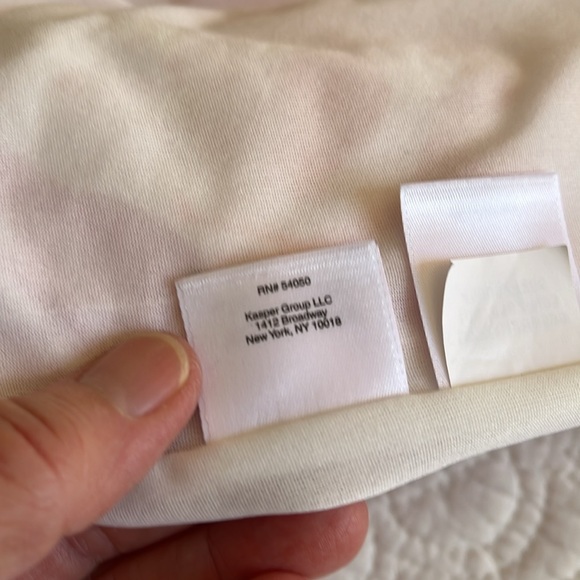 RN# 54050
Kasper Group LLC
1412 Broadway
New York, NY 10018